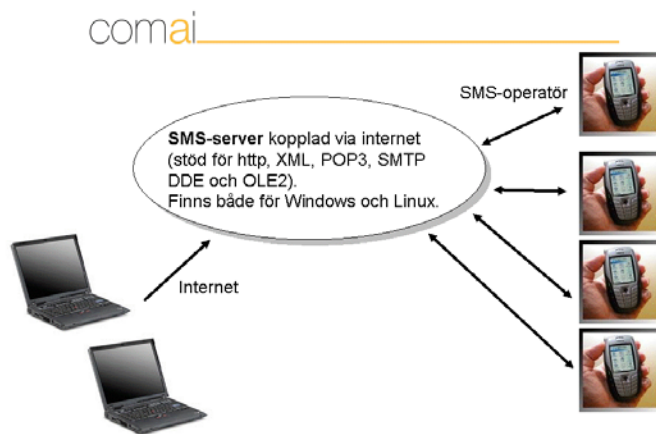 comai
SMS-operatör
SMS-server kopplad via internet
(stöd för http, XML, POP3, SMTP
DDE och OLE2).
Finns både för Windows och Linux.
Internet